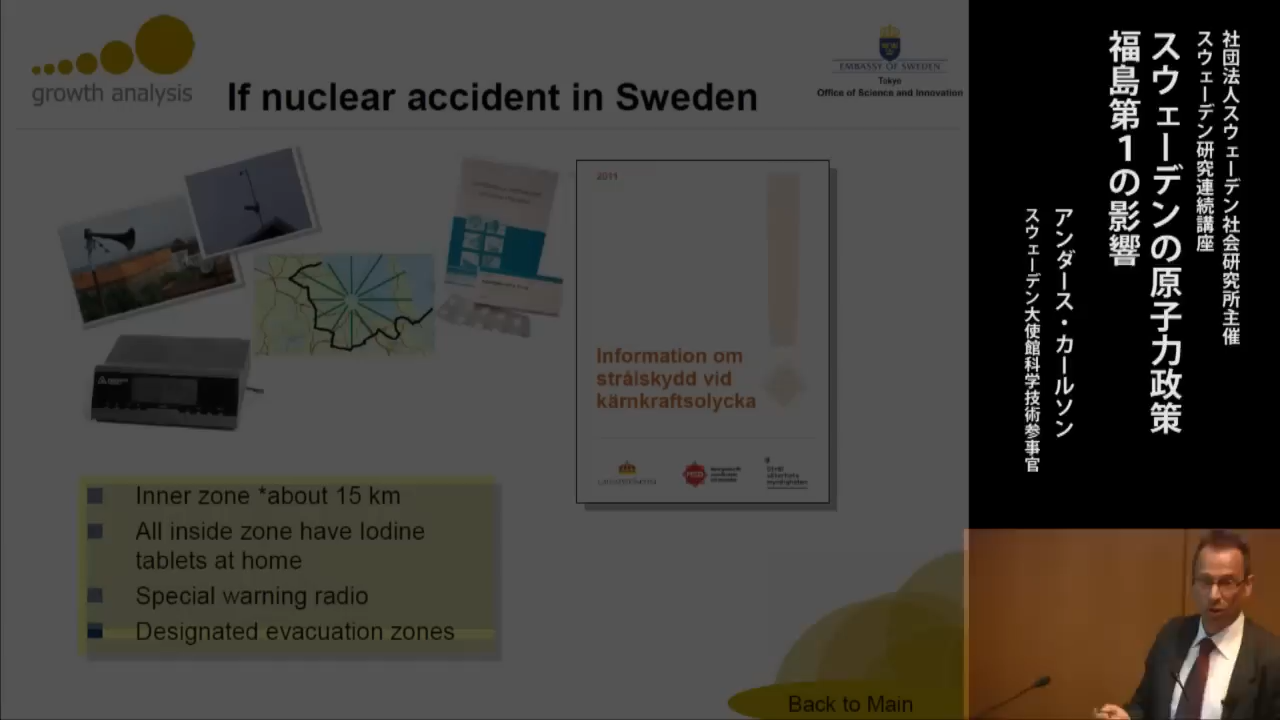 growth analysis
If nuclear accident in Sweden
EMBASSY OF SWEDEN
Tokyo
Office of Science and Innovation
2011
Information om
strålskydd vid
kärnkraftsolycka
Inner zone *about 15 km
All inside zone have Iodine
tablets at home
Special warning radio
Designated evacuation zones
Back to Main
社団法人スウェーデン社会研究所主催
スウェーデン研究連続講座
スウェーデンの原子力政策
福島第1の影響
アンダース・カールソン
スウェーデン大使館科学技術参事官